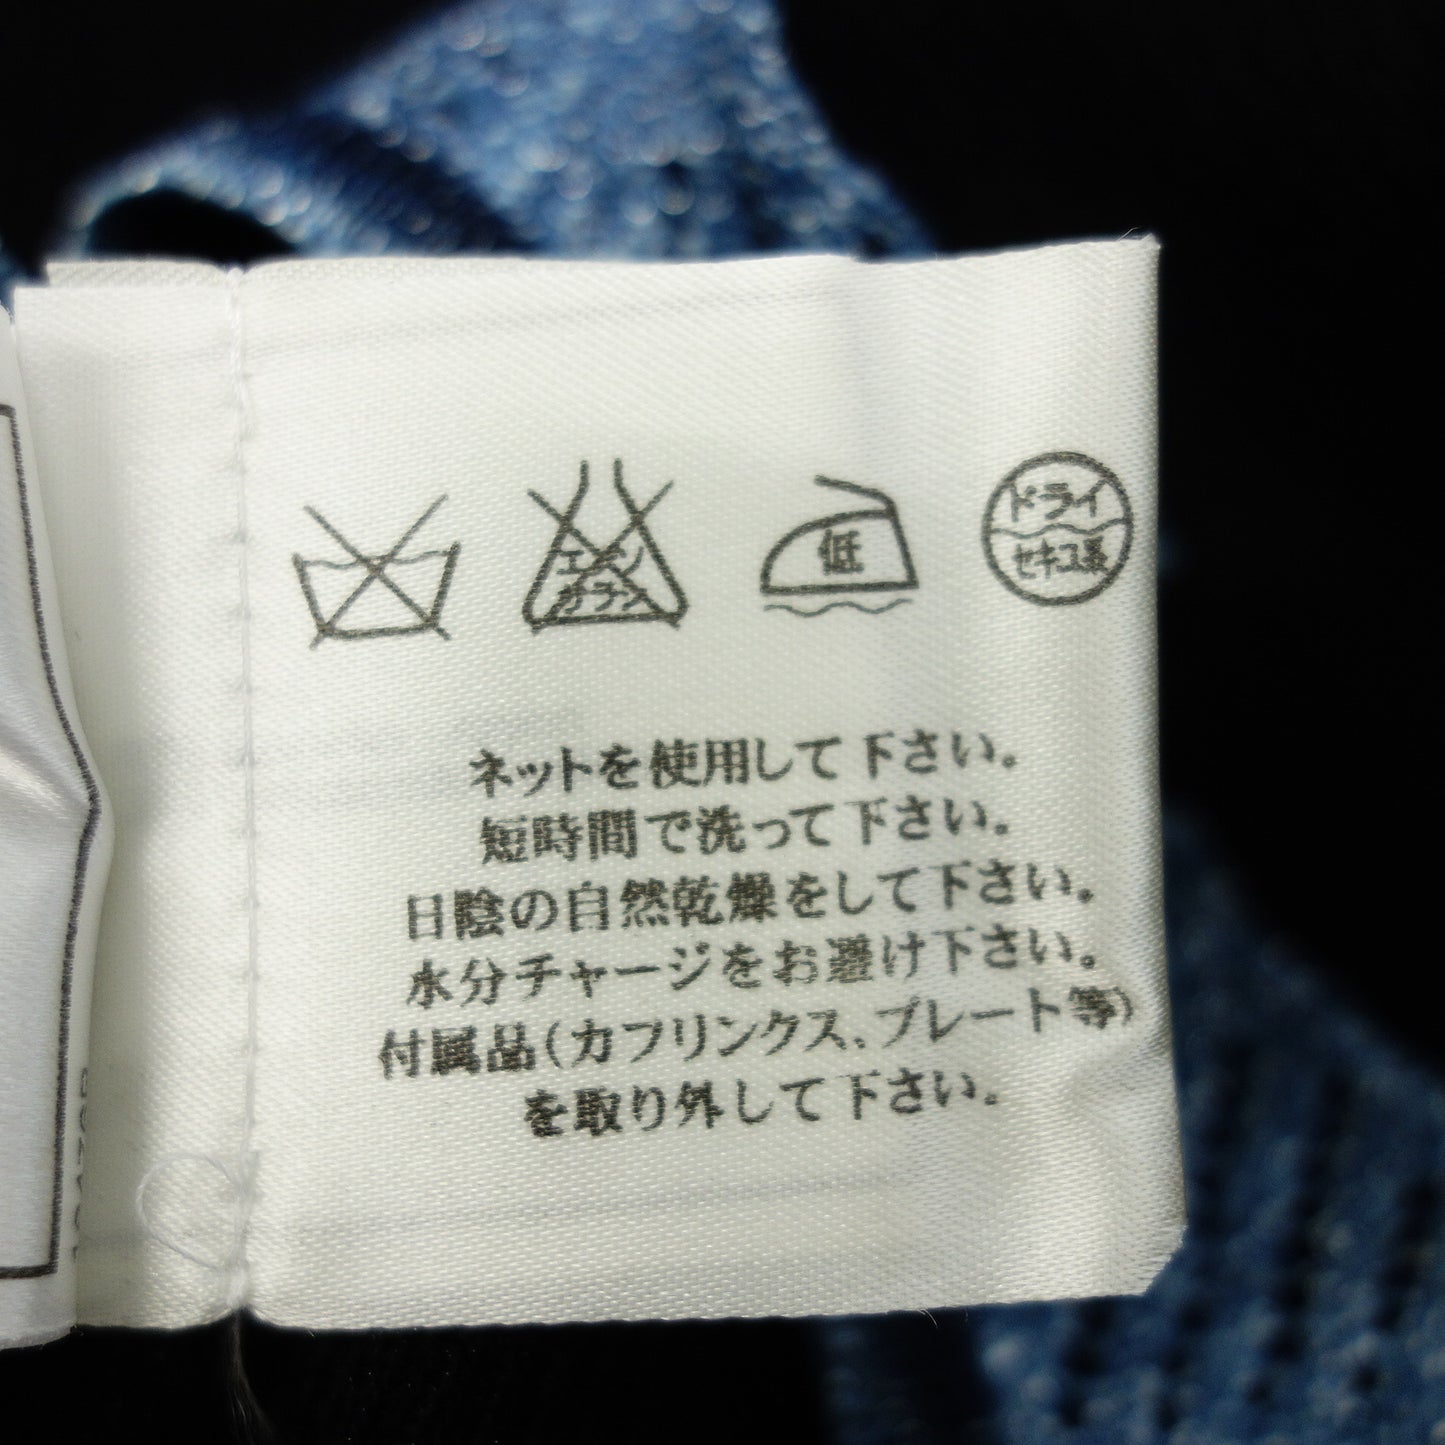 エンソ
サラシ
低
ドライ
セキユ系
ネットを使用して下さい。
短時間で洗って下さい。
日陰の自然乾燥をして下さい。
水分チャージをお避け下さい。
付属品(カフリンクス、プレート等)
を取り外して下さい。